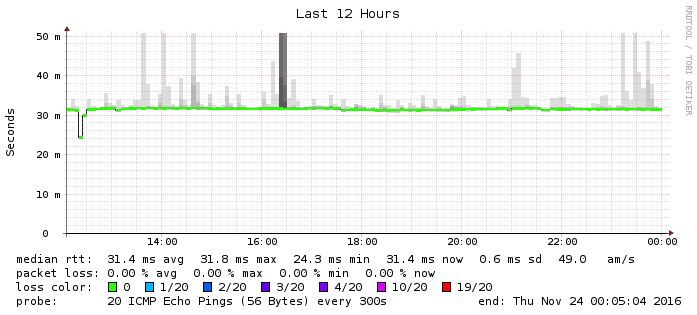 Last 12 Hours
RRDTOOL / TOBI OETIKER
50 m
40 m
30 m
20 m
10 m
0
Seconds
14:00 16:00 18:00 20:00 22:00 00:00
median rtt: 31.4 ms avg 31.8 ms max 24.3 ms min 31.4 ms now 0.6 ms sd 49.0 am/s
packet loss: 0.00 % avg 0.00 % max 0.00 % min 0.00 % now
loss color: 0 1/20 2/20 3/20 4/20 10/20 19/20
probe: 20 ICMP Echo Pings (56 Bytes) every 300s end: Thu Nov 24 00:05:04 2016